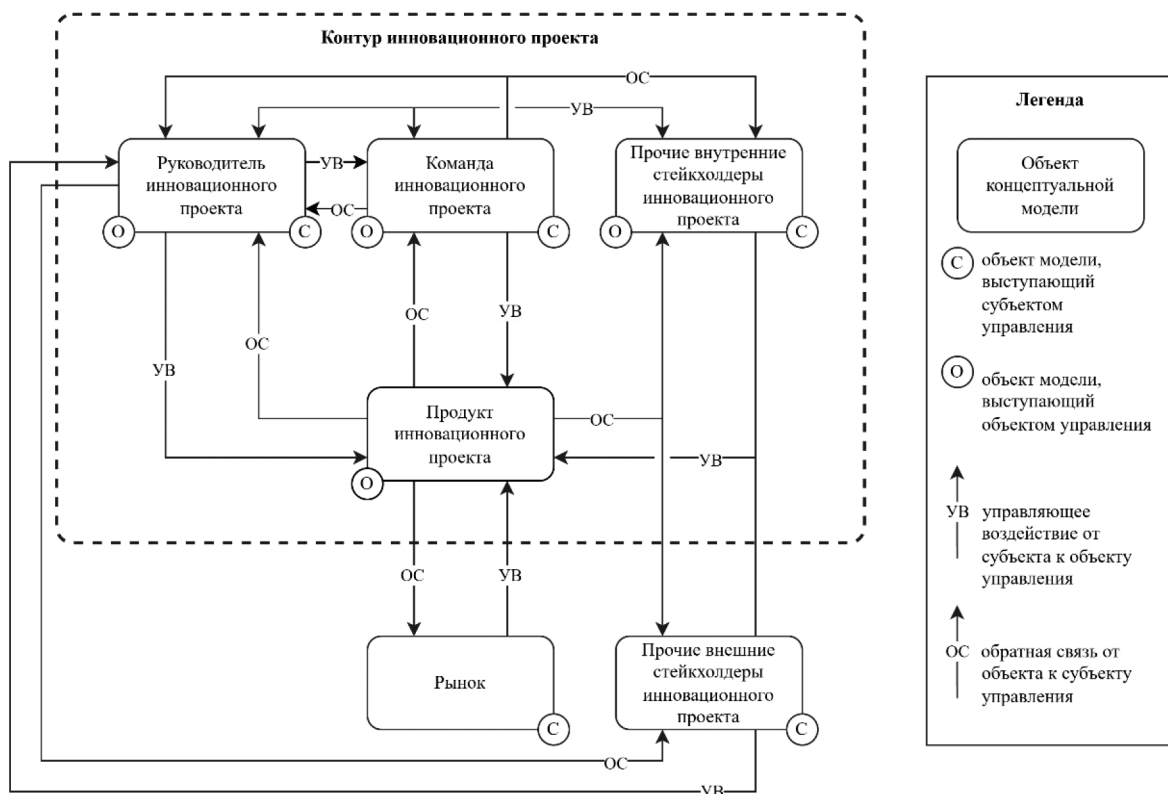 Контур инновационного проекта
ОС
УВ
Руководитель
инновационного
проекта
О
С
УВ
ОС
Команда
инновационного
проекта
О
С
Прочие внутренние
стейкхолдеры
инновационного
проекта
О
С
УВ
ОС
ОС
УВ
Продукт
инновационного
проекта
О
ОС
УВ
ОС
УВ
Рынок
С
Прочие внешние
стейкхолдеры
инновационного
проекта
С
ОС
УВ
Легенда
Объект
концептуальной
модели
С
объект модели,
выступающий
субъектом
управления
О
объект модели,
выступающий
объектом управления
УВ
управляющее
воздействие от
субъекта к объекту
управления
ОС
обратная связь от
объекта к субъекту
управления